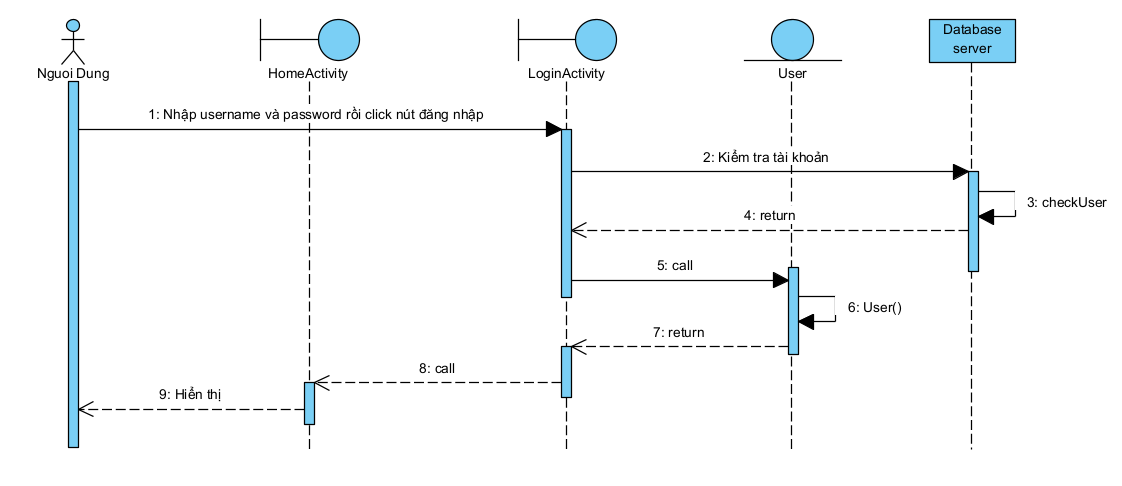 Database
server
Nguoi Dung
HomeActivity
LoginActivity
User
1: Nhập username và password rồi click nút đăng nhập
2: Kiểm tra tài khoản
3: checkUser
4: return
5: call
6: User()
7: return
8: call
9: Hiển thị